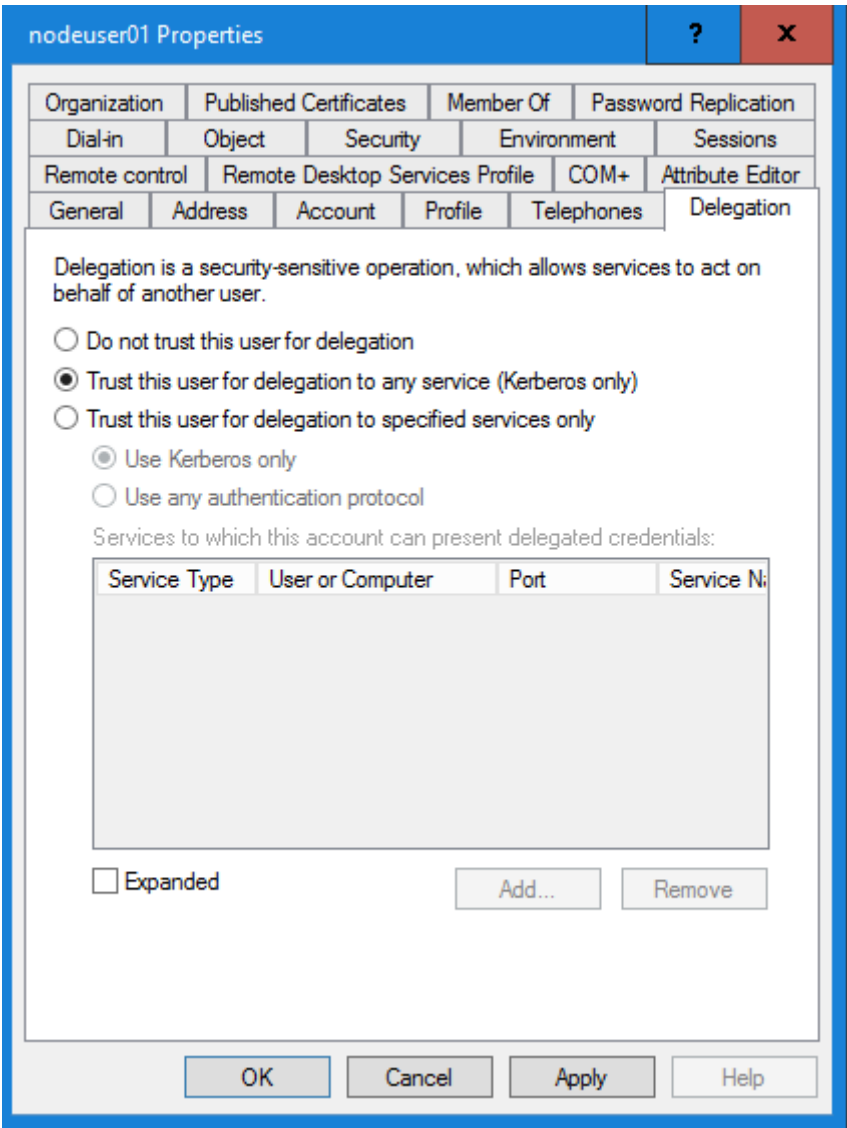 nodeuser01 Properties
? x
Organization Published Certificates Member Of Password Replication
Dial-in Object Security Environment Sessions
Remote control Remote Desktop Services Profile COM+ Attribute Editor
General Address Account Profile Telephones Delegation
Delegation is a security-sensitive operation, which allows services to act on
behalf of another user.
Do not trust this user for delegation
Trust this user for delegation to any service (Kerberos only)
Trust this user for delegation to specified services only
Use Kerberos only
Use any authentication protocol
Services to which this account can present delegated credentials:
Service Type User or Computer Port Service
Expanded Add... Remove
OK Cancel Apply Help